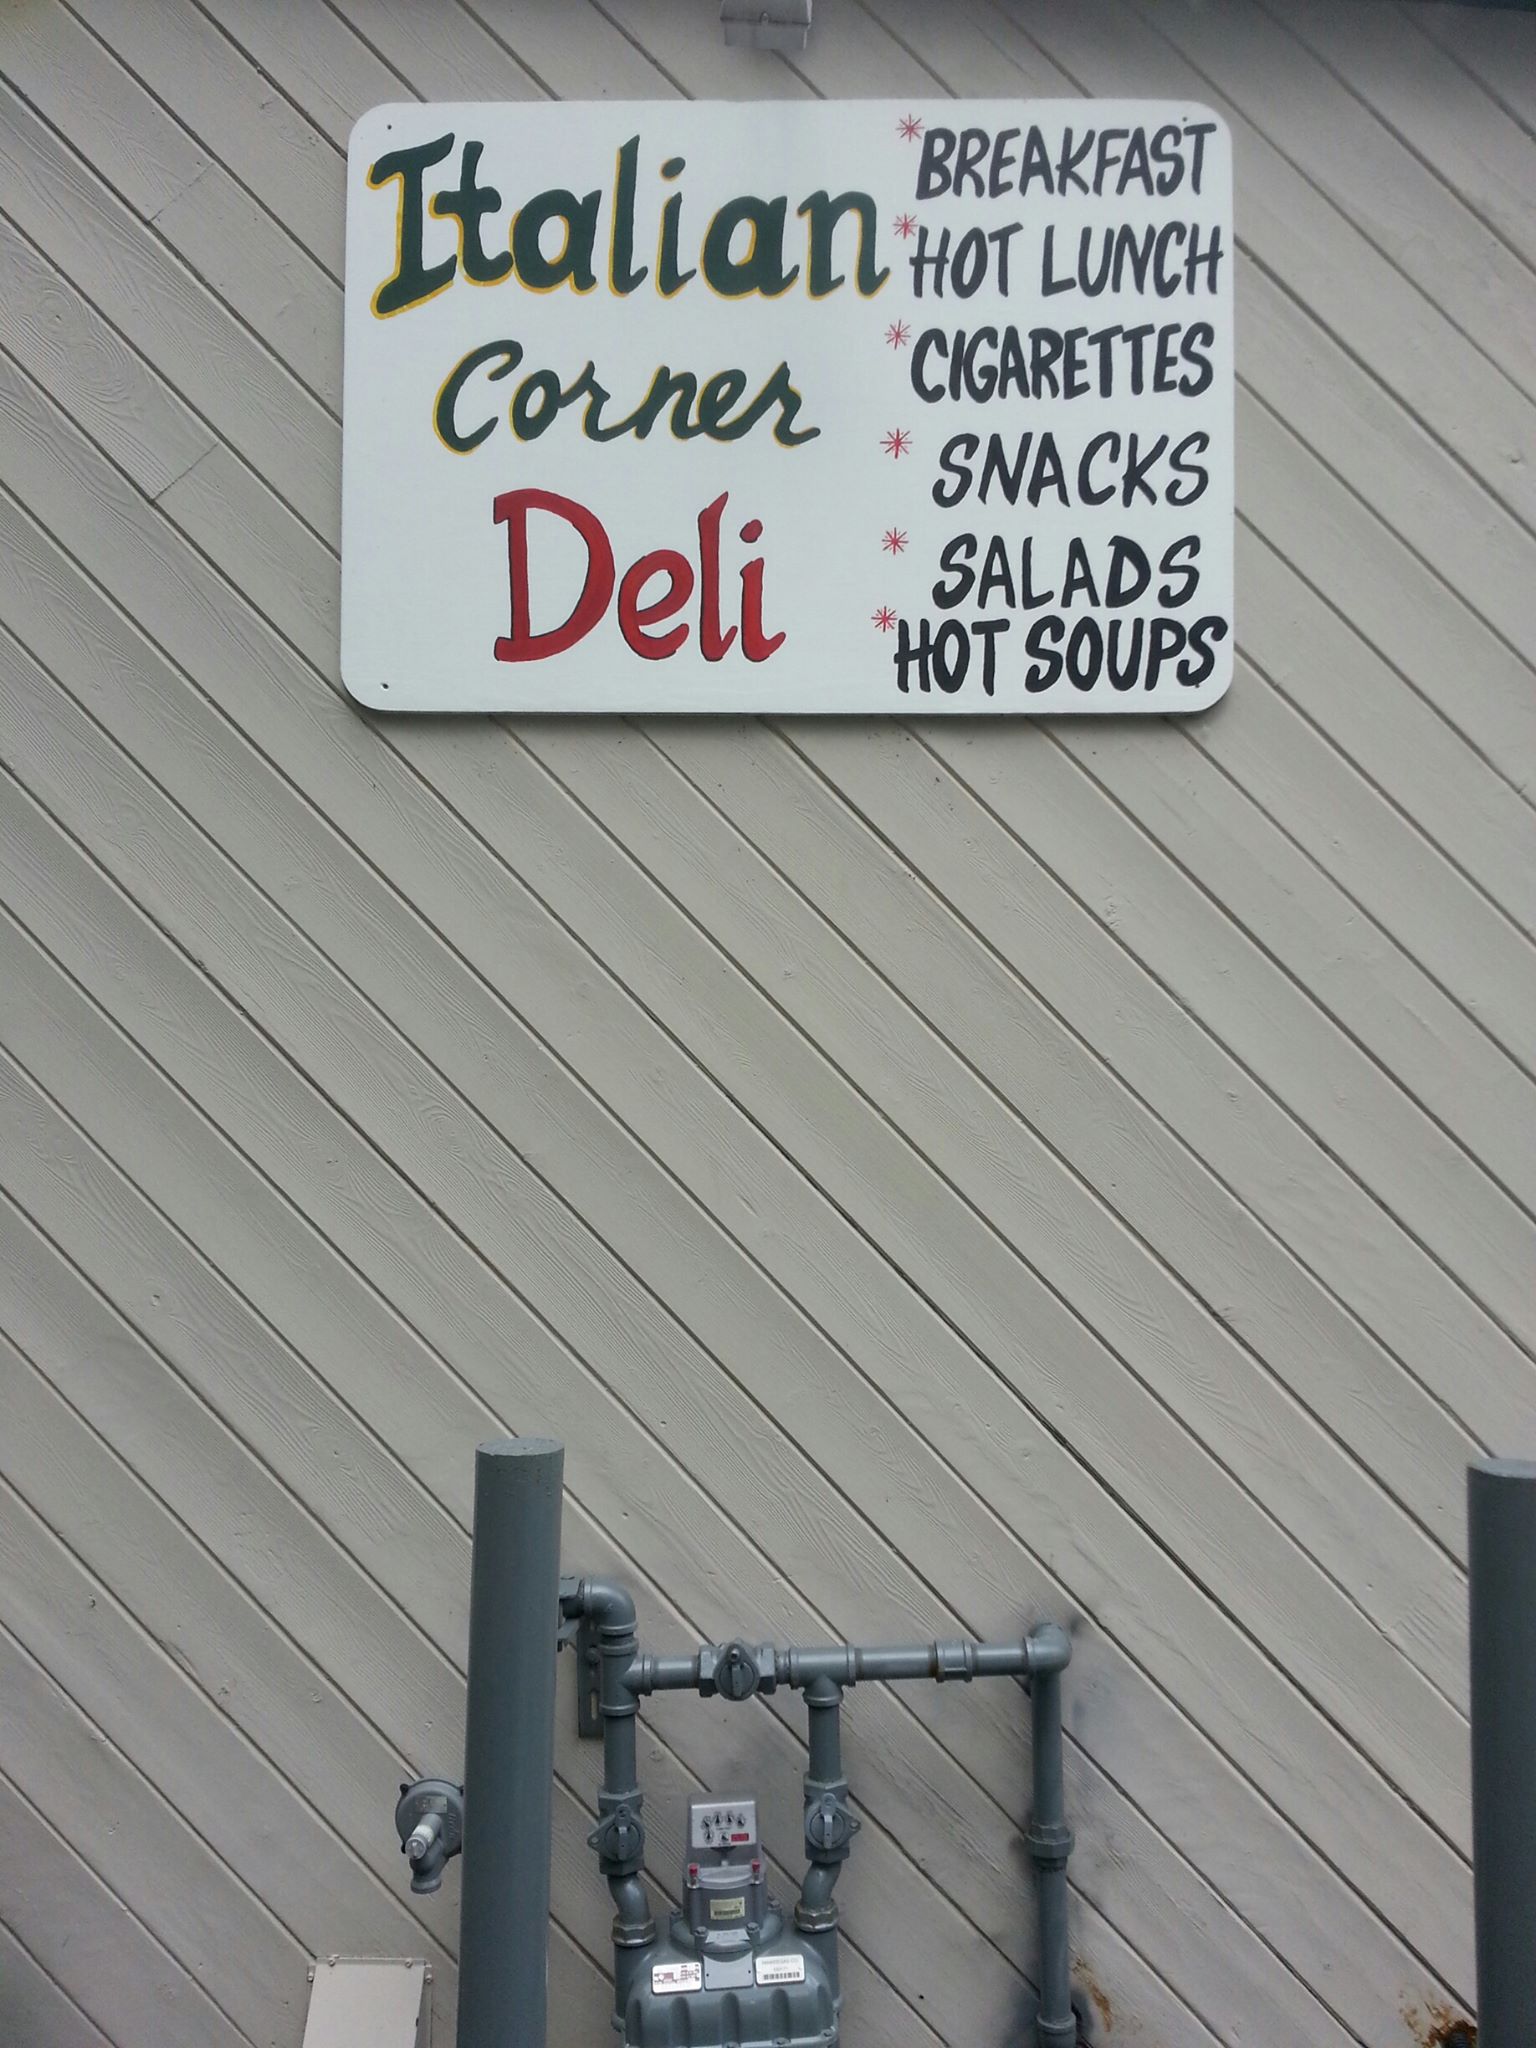 Italian
Corner
Deli
*BREAKFAST
*HOT LUNCH
*CIGARETTES
* SNACKS
* SALADS
*HOT SOUPS